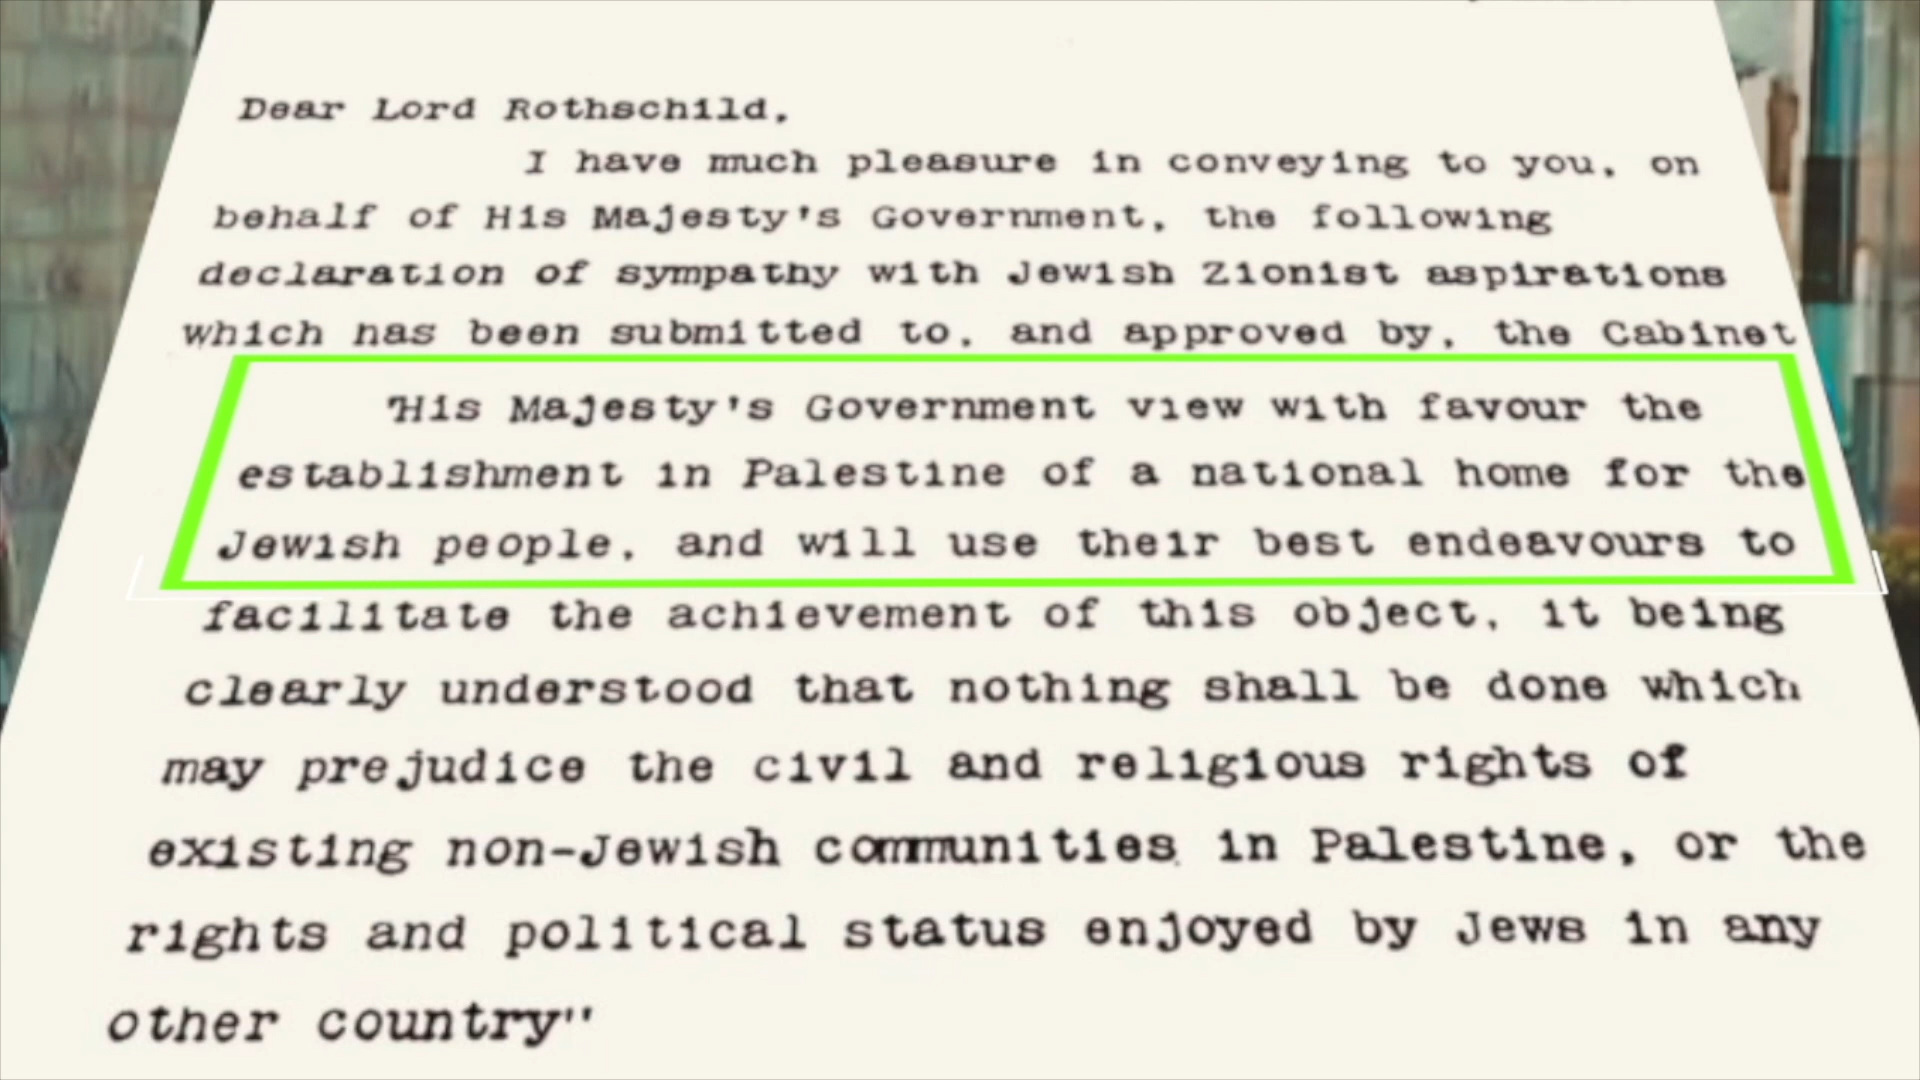 Dear Lord Rothschild,
I have much pleasure in conveying to you, on
behalf of His Majesty's Government, the following
declaration of sympathy with Jewish Zionist aspirations
which has been submitted to, and approved by, the Cabinet
"His Majesty's Government view with favour the
establishment in Palestine of a national home for the
Jewish people, and will use their best endeavours to
facilitate the achievement of this object, it being
clearly understood that nothing shall be done which
may prejudice the civil and religious rights of
existing non-Jewish communities in Palestine, or the
rights and political status enjoyed by Jews in any
other country"